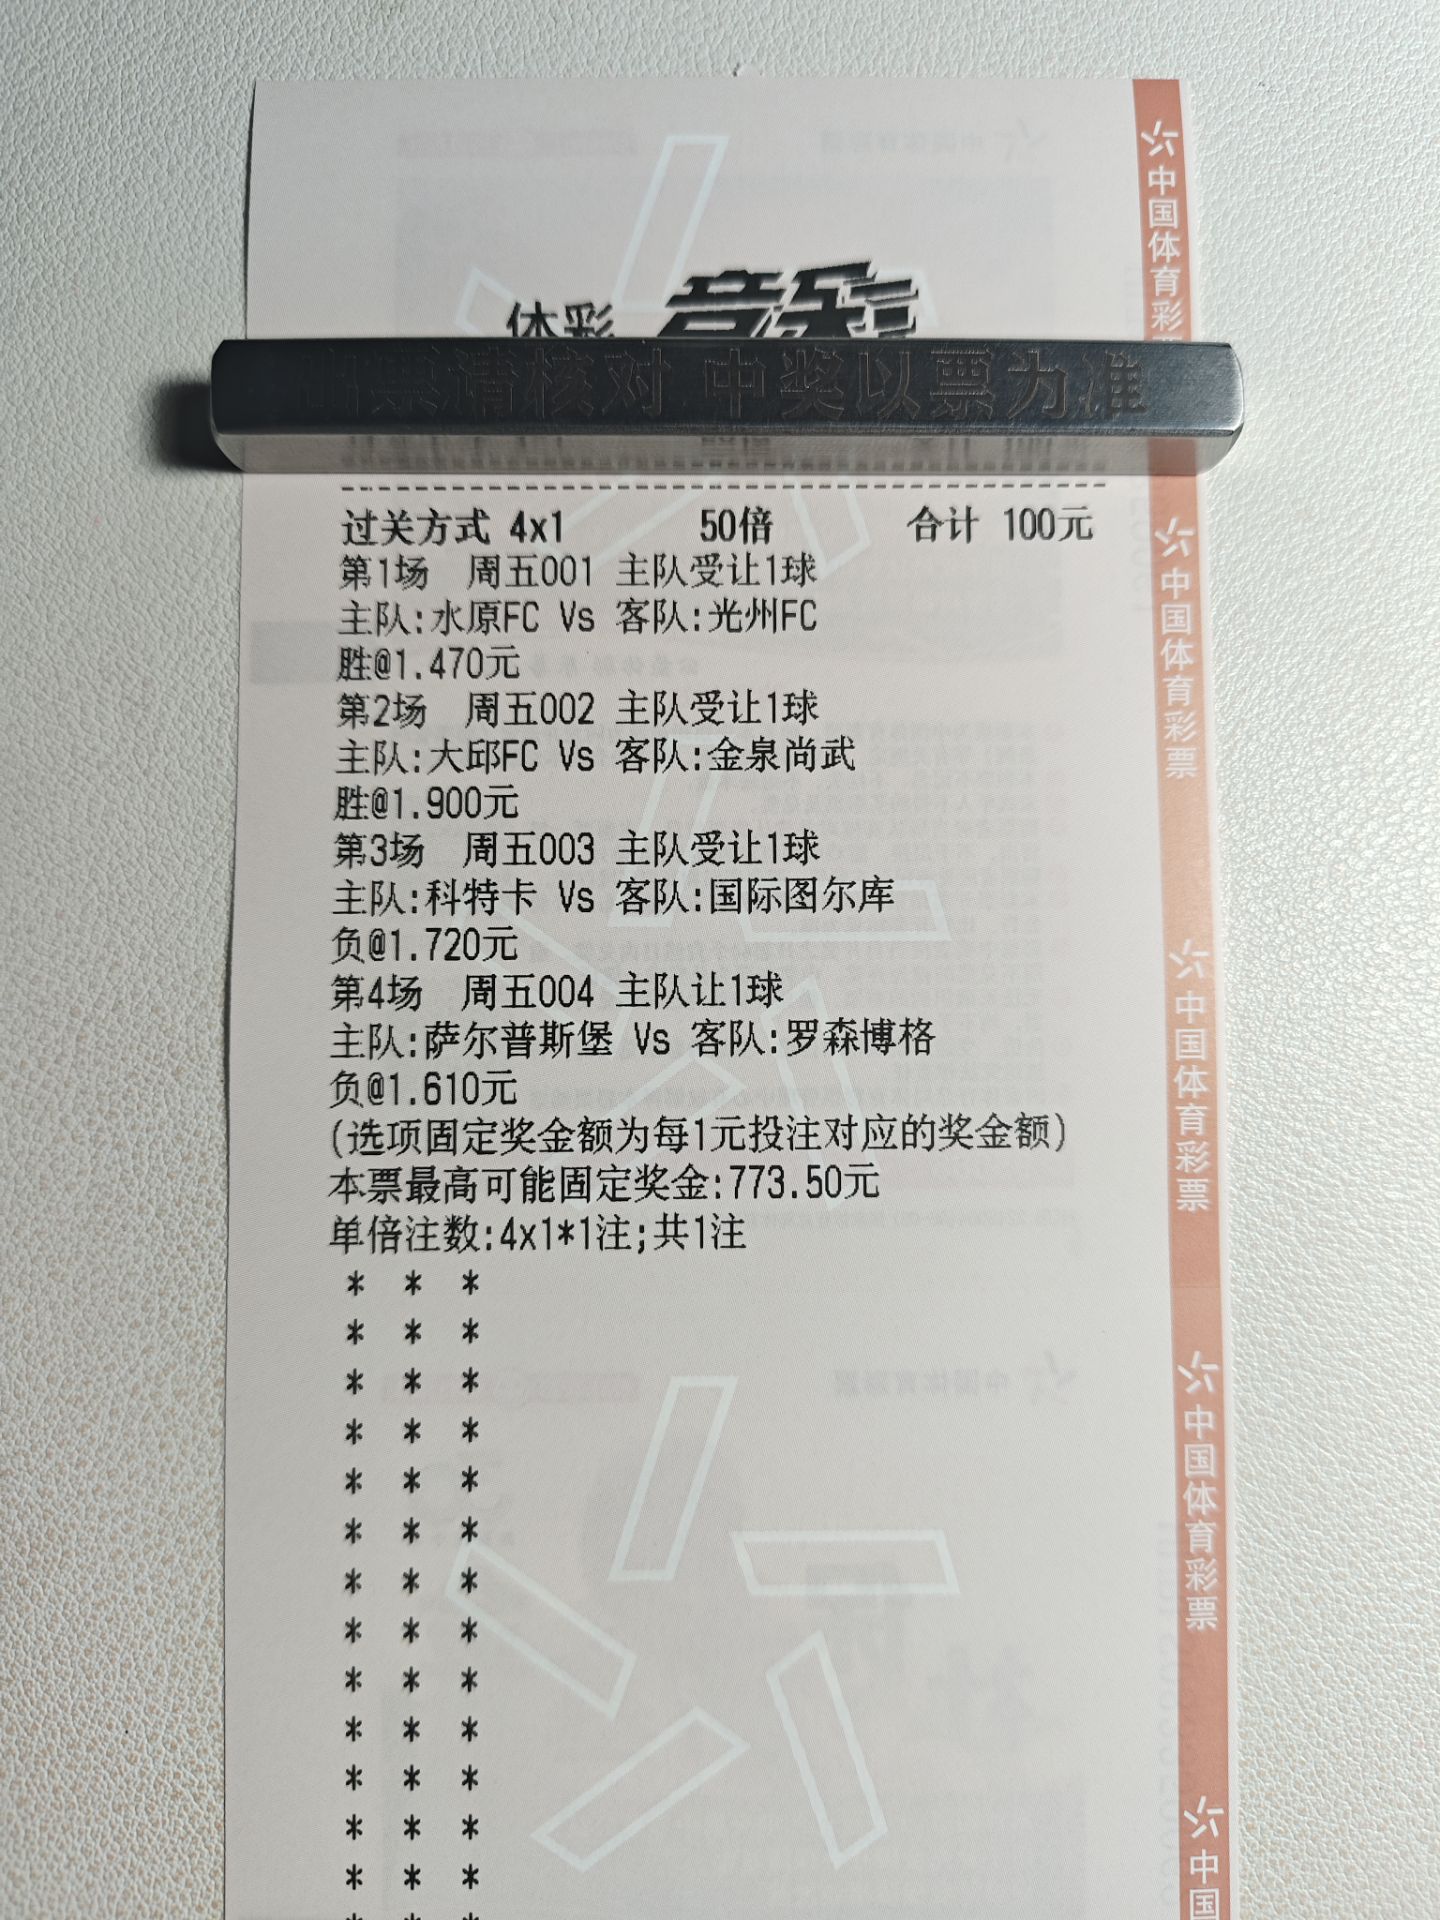 体彩 竞彩
出票请核对 中奖以票为准
过关方式 4x1 50倍 合计 100元
第1场 周五001 主队受让1球
主队:水原FC Vs 客队:光州FC
胜@1.470元
第2场 周五002 主队受让1球
主队:大邱FC Vs 客队:金泉尚武
胜@1.900元
第3场 周五003 主队受让1球
主队:科特卡 Vs 客队:国际图尔库
负@1.720元
第4场 周五004 主队让1球
主队:萨尔普斯堡 Vs 客队:罗森博格
负@1.610元
(选项固定奖金额为每1元投注对应的奖金额)
本票最高可能固定奖金:773.50元
单倍注数:4x1*1注;共1注
* * *
* * *
* * *
* * *
* * *
* * *
* * *
* * *
* * *
* * *
* * *
* * *
* * *
* * *
中国体育彩票
中国体育彩票
中国体育彩票
中国体育彩票
中国